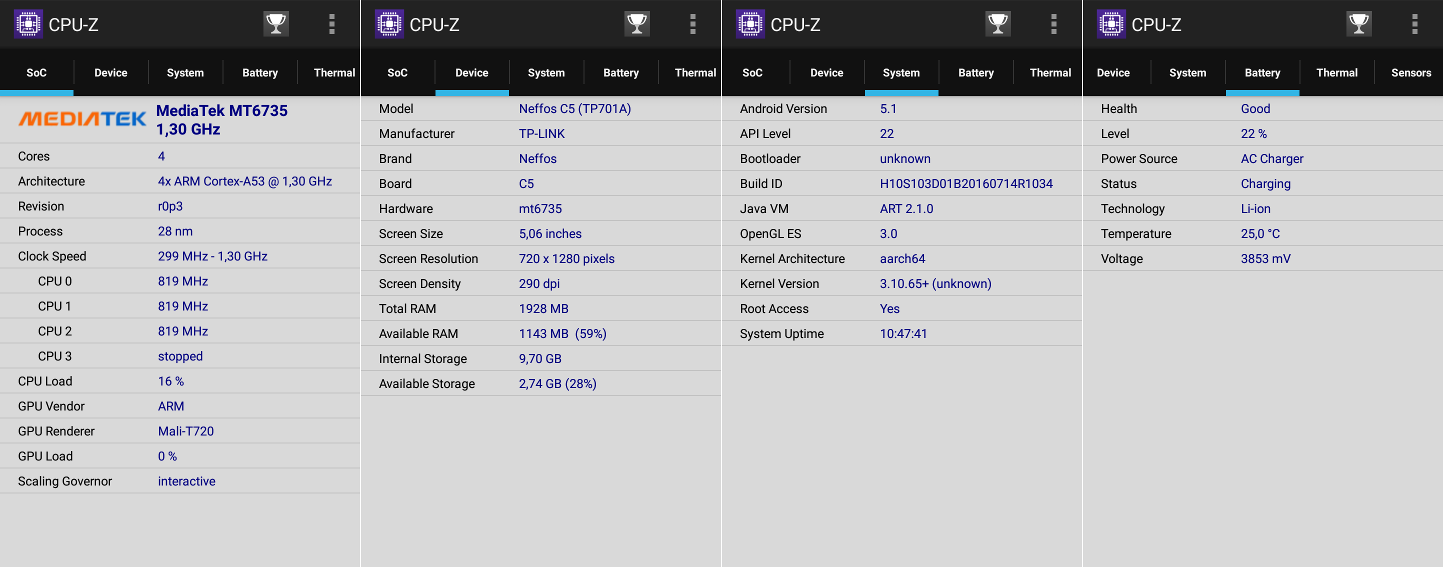 CPU-Z
SoC Device System Battery Thermal
MEDIATEK MediaTek MT6735
1,30 GHz
Cores 4
Architecture 4x ARM Cortex-A53 @ 1,30 GHz
Revision r0p3
Process 28 nm
Clock Speed 299 MHz - 1,30 GHz
CPU 0 819 MHz
CPU 1 819 MHz
CPU 2 819 MHz
CPU 3 stopped
CPU Load 16 %
GPU Vendor ARM
GPU Renderer Mali-T720
GPU Load 0 %
Scaling Governor interactive
CPU-Z
SoC Device System Battery Thermal
Model Neffos C5 (TP701A)
Manufacturer TP-LINK
Brand Neffos
Board C5
Hardware mt6735
Screen Size 5,06 inches
Screen Resolution 720 x 1280 pixels
Screen Density 290 dpi
Total RAM 1928 MB
Available RAM 1143 MB (59%)
Internal Storage 9,70 GB
Available Storage 2,74 GB (28%)
CPU-Z
SoC Device System Battery Thermal
Android Version 5.1
API Level 22
Bootloader unknown
Build ID H10S103D01B20160714R1034
Java VM ART 2.1.0
OpenGL ES 3.0
Kernel Architecture aarch64
Kernel Version 3.10.65+ (unknown)
Root Access Yes
System Uptime 10:47:41
CPU-Z
Device System Battery Thermal Sensors
Health Good
Level 22 %
Power Source AC Charger
Status Charging
Technology Li-ion
Temperature 25,0 °C
Voltage 3853 mV